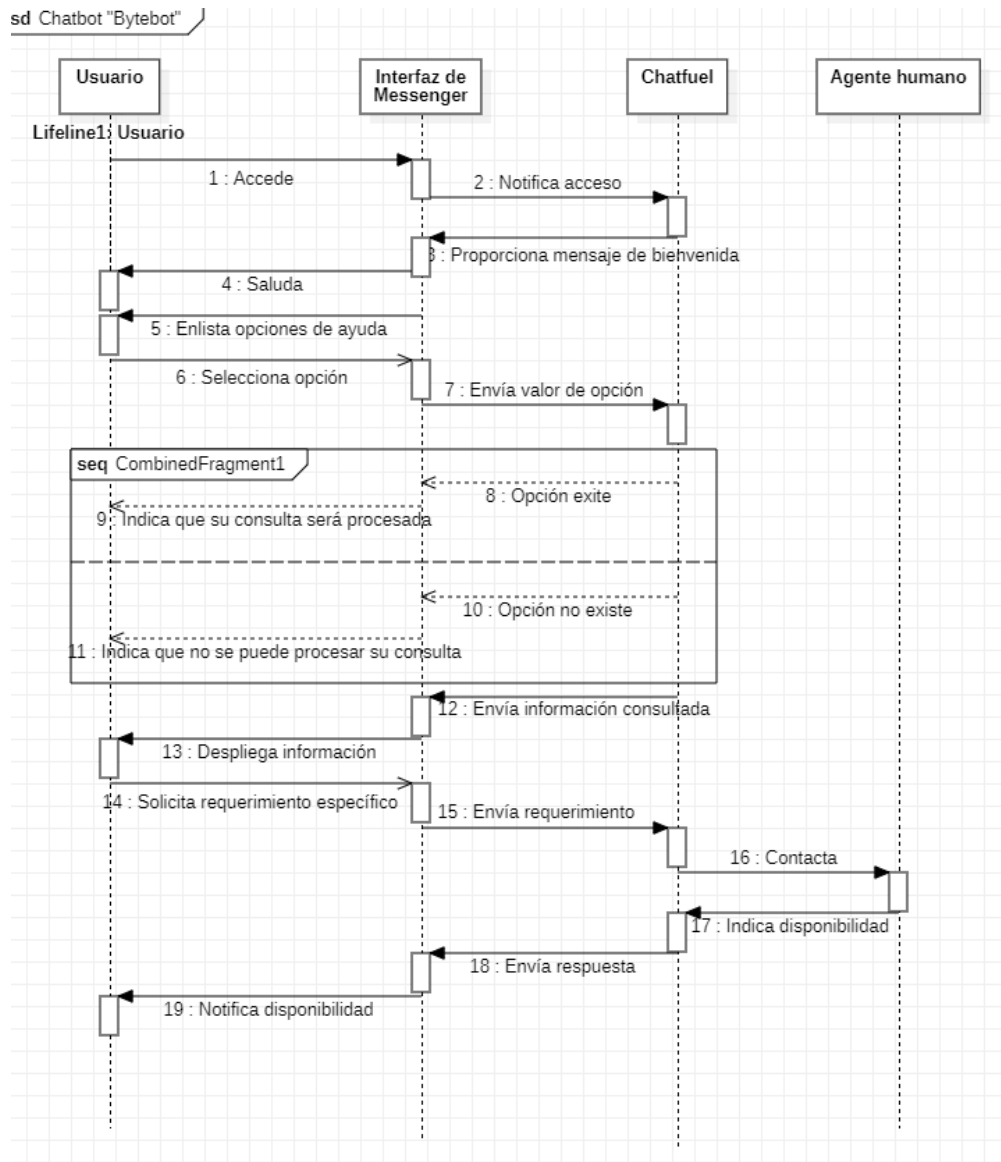 sd Chatbot "Bytebot"
Usuario
Interfaz de
Messenger
Chatfuel
Agente humano
Lifeline1: Usuario
1 : Accede
2 : Notifica acceso
3 : Proporciona mensaje de bienvenida
4 : Saluda
5 : Enlista opciones de ayuda
6 : Selecciona opción
7 : Envía valor de opción
seq CombinedFragment1
8 : Opción exite
9 : Indica que su consulta será procesada
10 : Opción no existe
11 : Indica que no se puede procesar su consulta
12 : Envía información consultada
13 : Despliega información
14 : Solicita requerimiento específico
15 : Envía requerimiento
16 : Contacta
17 : Indica disponibilidad
18 : Envía respuesta
19 : Notifica disponibilidad